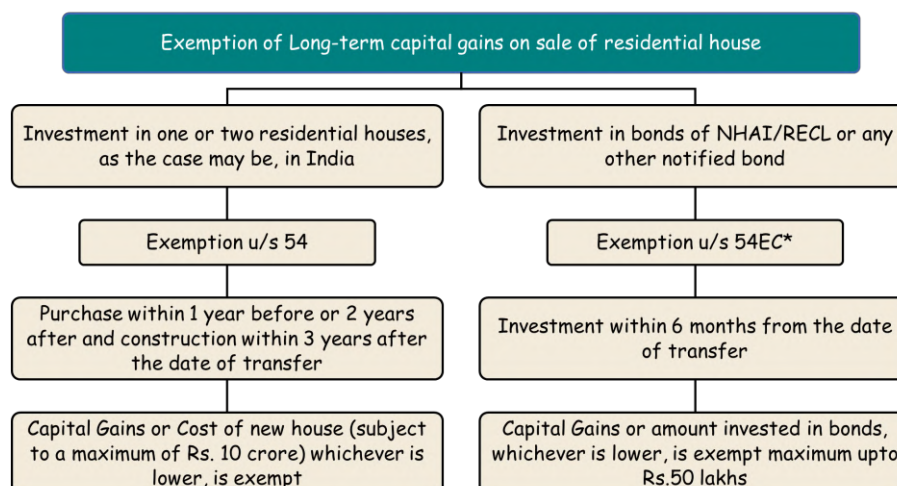 Exemption of Long-term capital gains on sale of residential house
Investment in one or two residential houses,
as the case may be, in India
Exemption u/s 54
Purchase within 1 year before or 2 years
after and construction within 3 years after
the date of transfer
Capital Gains or Cost of new house (subject
to a maximum of Rs. 10 crore) whichever is
lower, is exempt
Investment in bonds of NHAI/RECL or any
other notified bond
Exemption u/s 54EC*
Investment within 6 months from the date
of transfer
Capital Gains or amount invested in bonds,
whichever is lower, is exempt maximum upto
Rs.50 lakhs